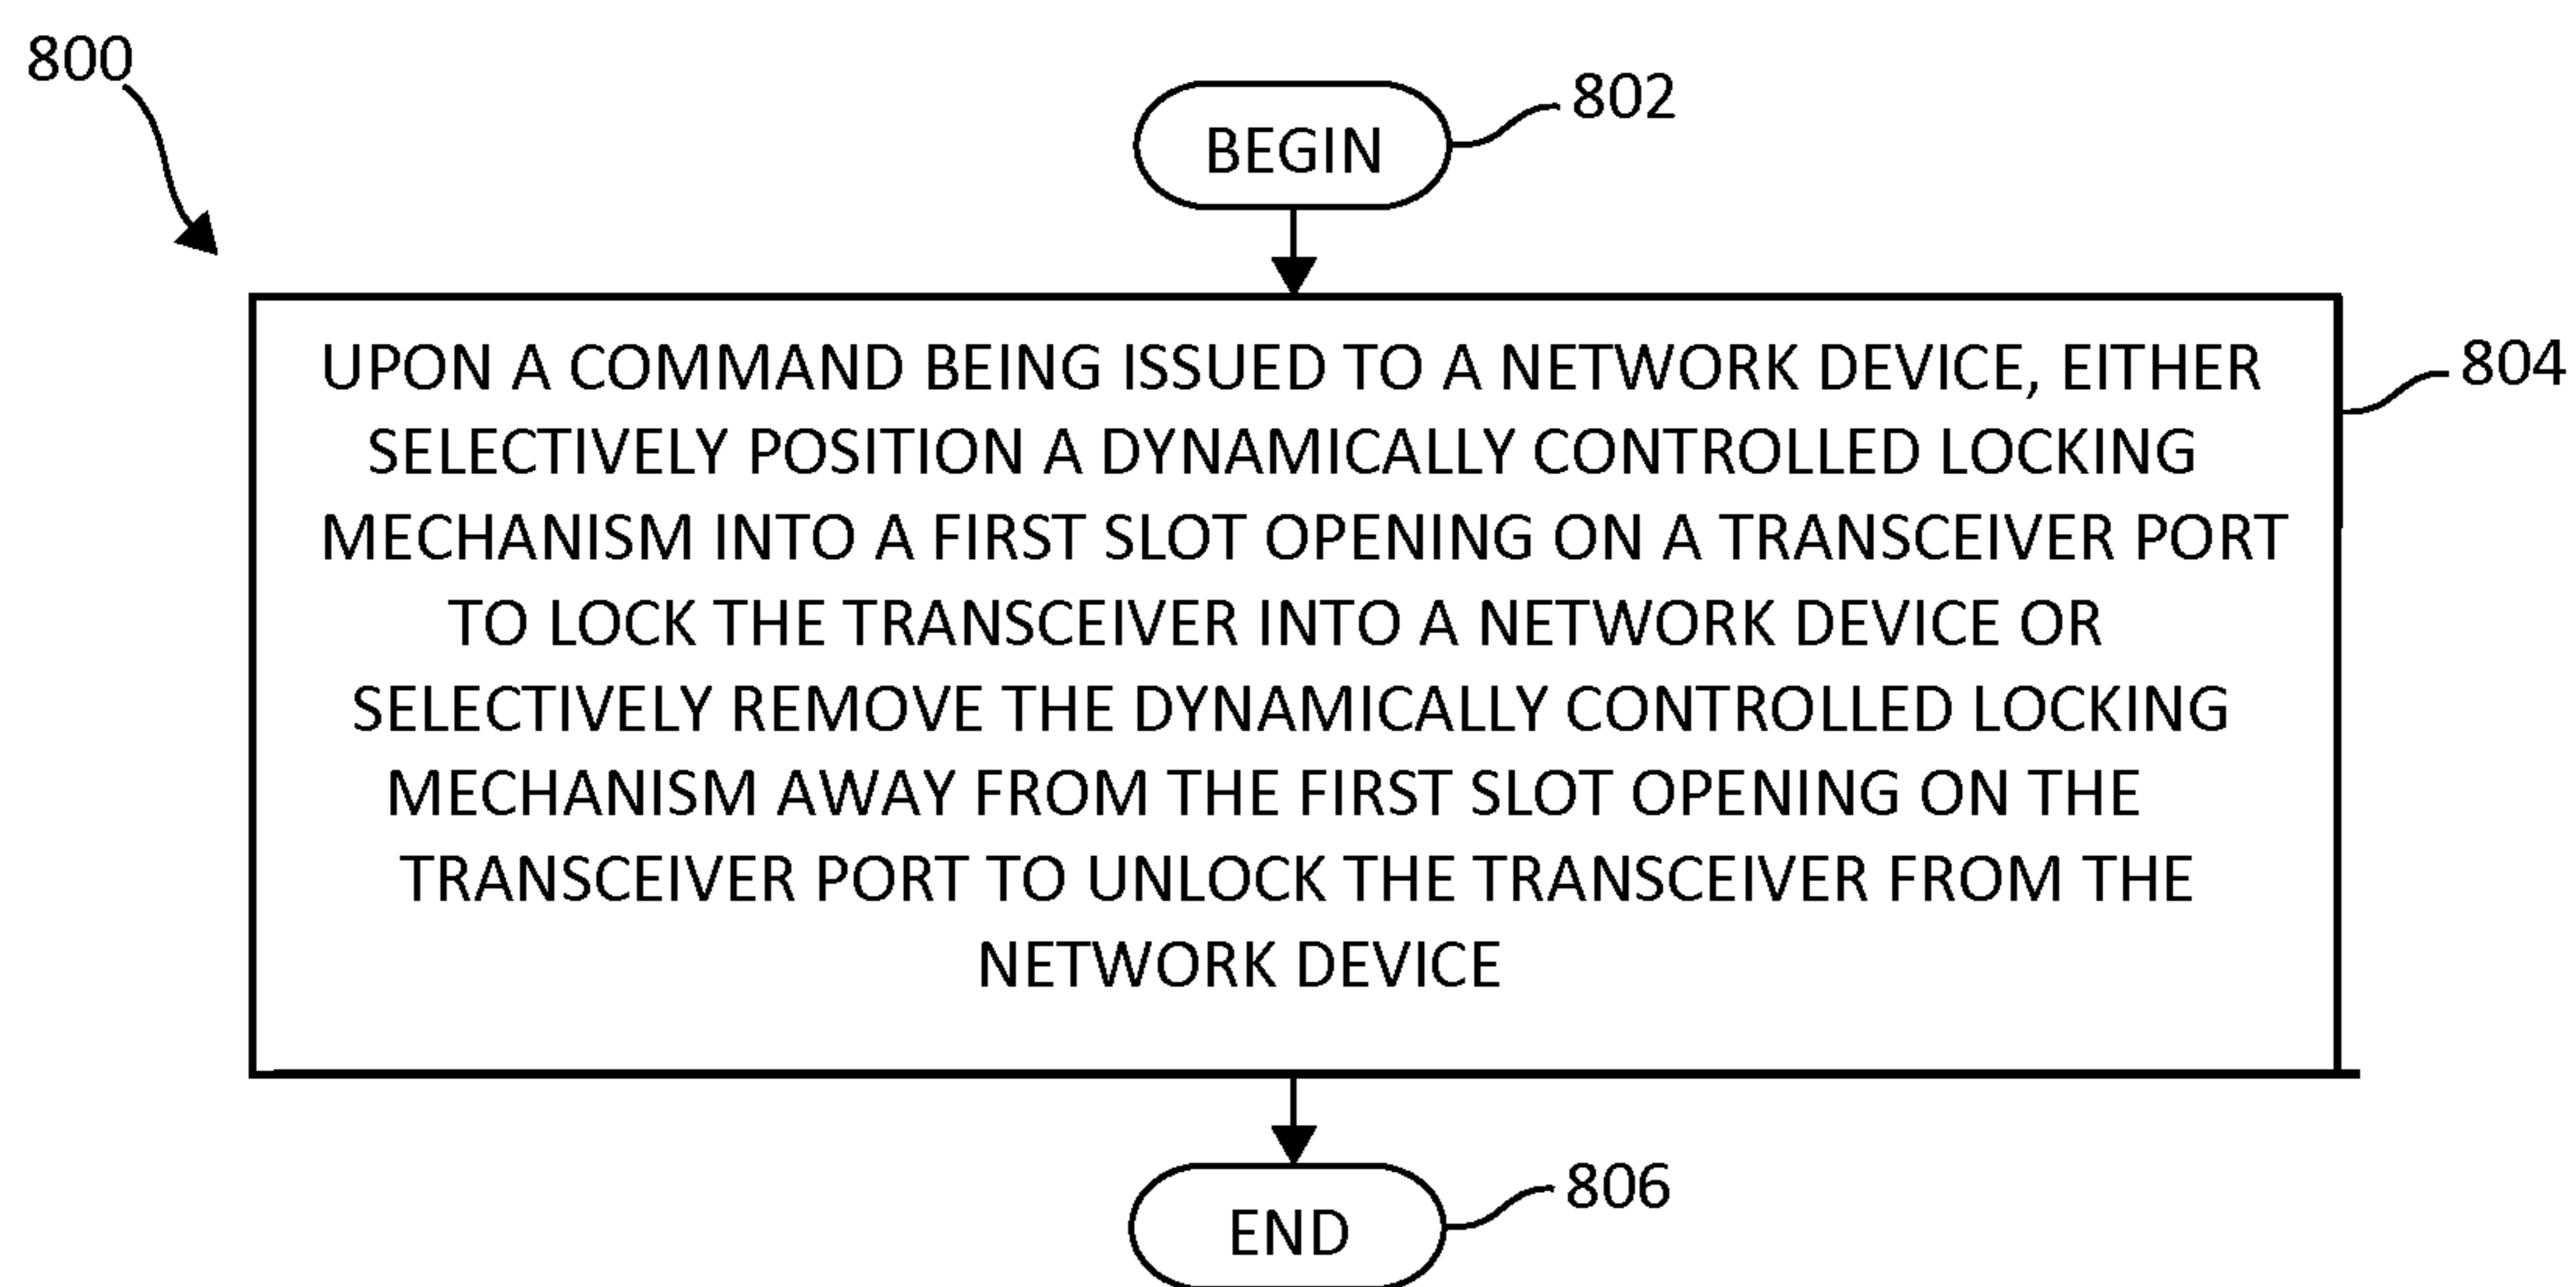 800
BEGIN
802
UPON A COMMAND BEING ISSUED TO A NETWORK DEVICE, EITHER
SELECTIVELY POSITION A DYNAMICALLY CONTROLLED LOCKING
MECHANISM INTO A FIRST SLOT OPENING ON A TRANSCEIVER PORT
TO LOCK THE TRANSCEIVER INTO A NETWORK DEVICE OR
SELECTIVELY REMOVE THE DYNAMICALLY CONTROLLED LOCKING
MECHANISM AWAY FROM THE FIRST SLOT OPENING ON THE
TRANSCEIVER PORT TO UNLOCK THE TRANSCEIVER FROM THE
NETWORK DEVICE
804
END
806